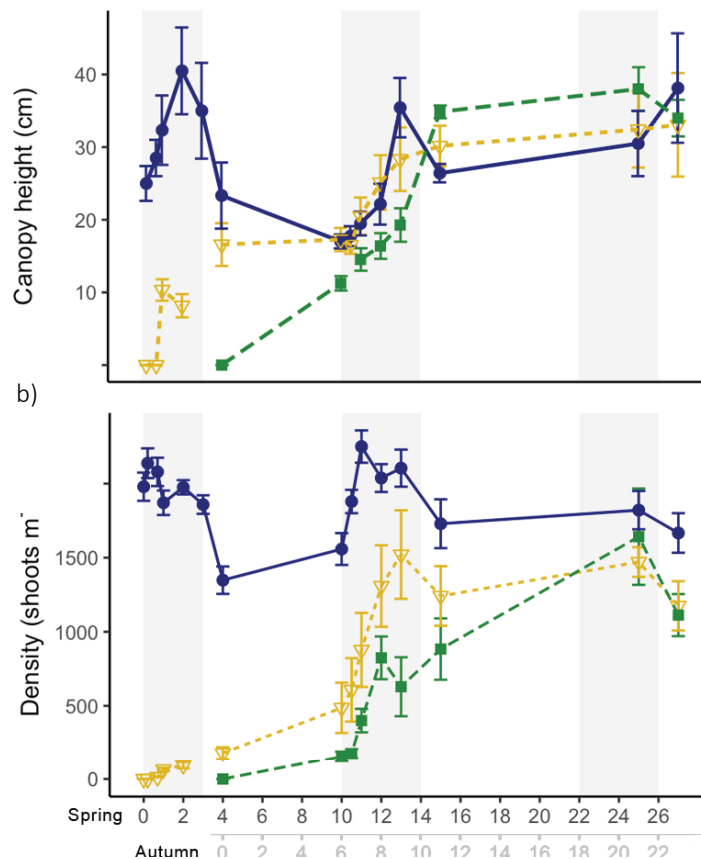 Canopy height (cm)
40
30
20
10
b)
Density (shoots m-
1500
1000
500
0
Spring 0 2 4 6 8 10 12 14 16 18 20 22 24 26
Autumn 0 2 4 6 8 10 12 14 16 18 20 22